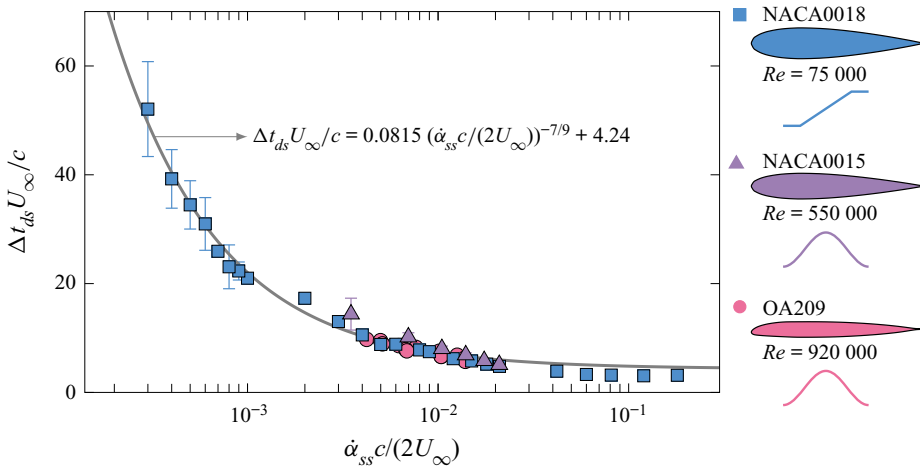 NACA0018
Re = 75 000
NACA0015
Re = 550 000
OA209
Re = 920 000
60
40
20
0
Δt_ds U_∞/c
Δt_ds U_∞/c = 0.0815 (α̇_ss c/(2U_∞))^−7/9 + 4.24
10^−3
10^−2
10^−1
α̇_ss c/(2U_∞)